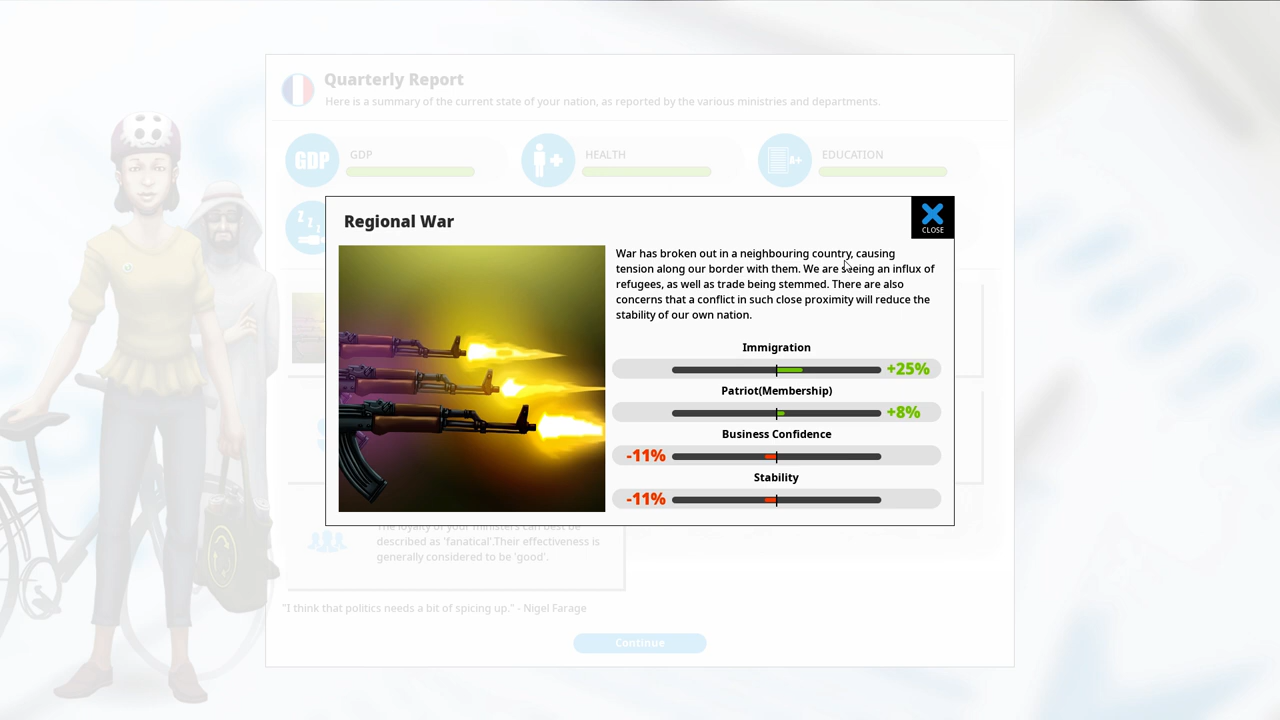 Quarterly Report
Here is a summary of the current state of your nation, as reported by the various ministries and departments.
GDP
GDP
HEALTH
EDUCATION
Regional War
CLOSE
War has broken out in a neighbouring country, causing
tension along our border with them. We are seeing an influx of
refugees, as well as trade being stemmed. There are also
concerns that a conflict in such close proximity will reduce the
stability of our own nation.
Immigration
+25%
Patriot(Membership)
+8%
Business Confidence
-11%
Stability
-11%
The loyalty of your ministers can best be
described as 'fanatical'.Their effectiveness is
generally considered to be 'good'.
"I think that politics needs a bit of spicing up." - Nigel Farage
Continue